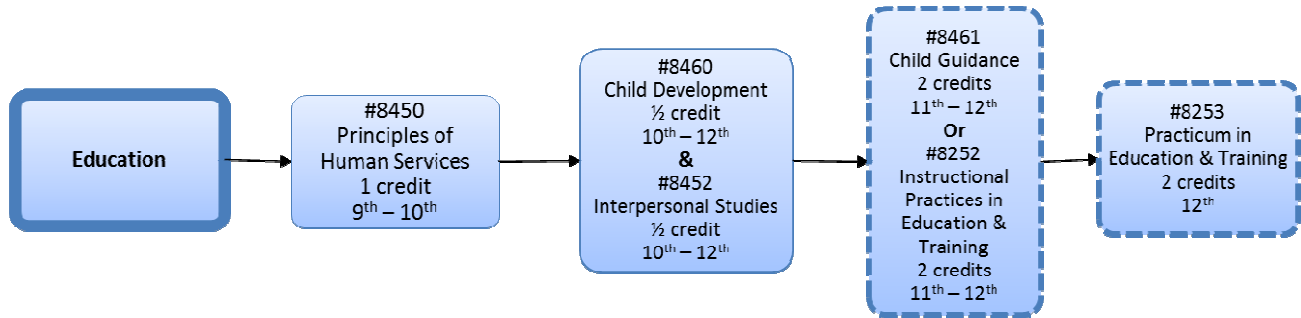 Education
#8450
Principles of
Human Services
1 credit
9th – 10th
#8460
Child Development
½ credit
10th – 12th
&
#8452
Interpersonal Studies
½ credit
10th – 12th
#8461
Child Guidance
2 credits
11th – 12th
Or
#8252
Instructional
Practices in
Education &
Training
2 credits
11th – 12th
#8253
Practicum in
Education & Training
2 credits
12th